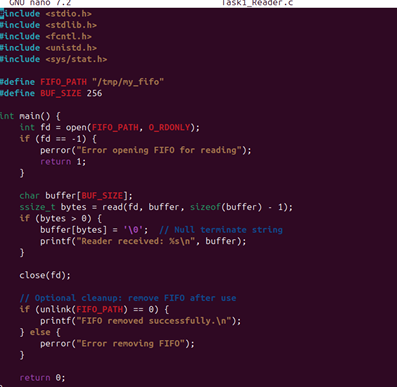 GNU nano 7.2 Task1_Reader.c
#include <stdio.h>
#include <stdlib.h>
#include <fcntl.h>
#include <unistd.h>
#include <sys/stat.h>

#define FIFO_PATH "/tmp/my_fifo"
#define BUF_SIZE 256

int main() {
    int fd = open(FIFO_PATH, O_RDONLY);
    if (fd == -1) {
        perror("Error opening FIFO for reading");
        return 1;
    }

    char buffer[BUF_SIZE];
    ssize_t bytes = read(fd, buffer, sizeof(buffer) - 1);
    if (bytes > 0) {
        buffer[bytes] = '\0';  // Null terminate string
        printf("Reader received: %s\n", buffer);
    }

    close(fd);

    // Optional cleanup: remove FIFO after use
    if (unlink(FIFO_PATH) == 0) {
        printf("FIFO removed successfully.\n");
    } else {
        perror("Error removing FIFO");
    }

    return 0;